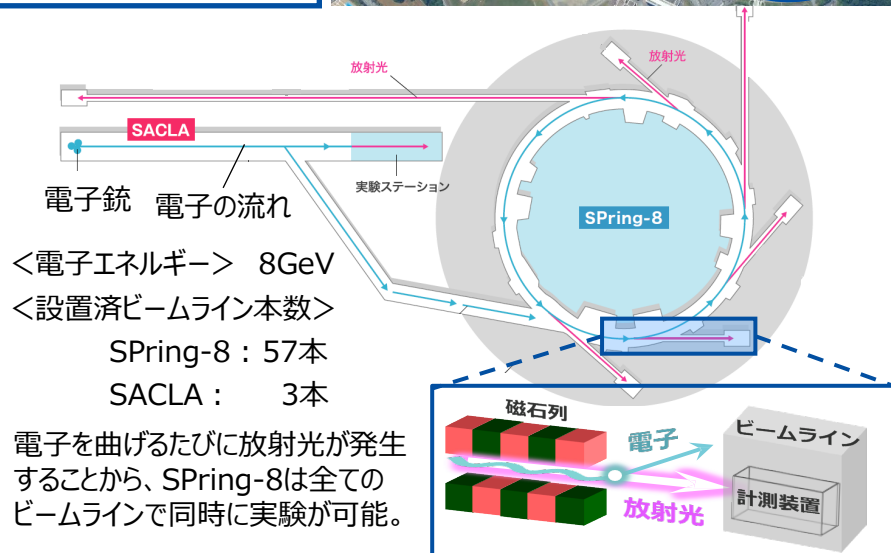 放射光
放射光
SACLA
実験ステーション
電子銃
電子の流れ
SPring-8
＜電子エネルギー＞ 8GeV
＜設置済ビームライン本数＞
SPring-8：57本
SACLA： 3本
電子を曲げるたびに放射光が発生
することから、SPring-8は全ての
ビームラインで同時に実験が可能。
磁石列
電子
ビームライン
放射光
計測装置